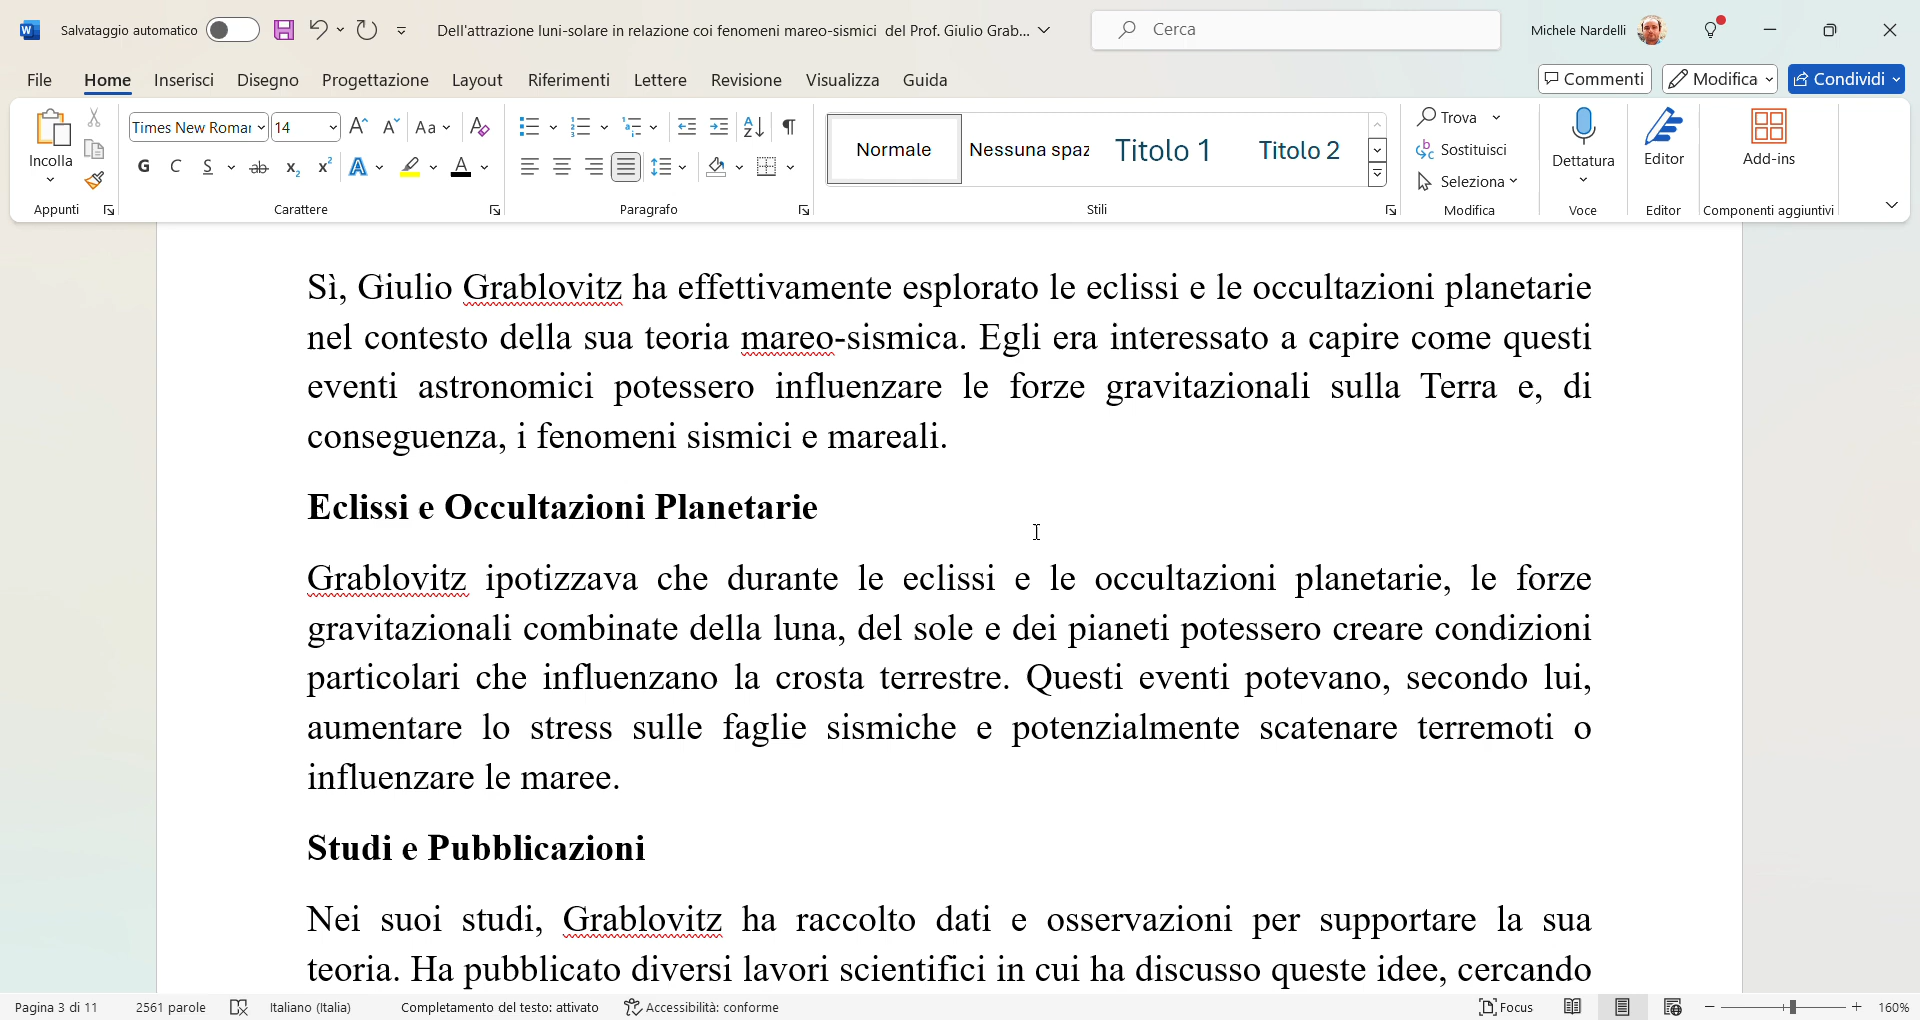 Salvataggio automatico
Dell'attrazione luni-solare in relazione coi fenomeni mareo-sismici del Prof. Giulio Grab...
Cerca
Michele Nardelli
File Home Inserisci Disegno Progettazione Layout Riferimenti Lettere Revisione Visualizza Guida
Commenti Modifica Condividi
Incolla
Times New Romar 14
Aa
G C S ab x₂ x² A A
Normale Nessuna spaz Titolo 1 Titolo 2
Trova
Sostituisci
Seleziona
Dettatura Editor Add-ins
Appunti Carattere Paragrafo Stili Modifica Voce Editor Componenti aggiuntivi
Sì, Giulio Grablovitz ha effettivamente esplorato le eclissi e le occultazioni planetarie
nel contesto della sua teoria mareo-sismica. Egli era interessato a capire come questi
eventi astronomici potessero influenzare le forze gravitazionali sulla Terra e, di
conseguenza, i fenomeni sismici e mareali.
Eclissi e Occultazioni Planetarie
Grablovitz ipotizzava che durante le eclissi e le occultazioni planetarie, le forze
gravitazionali combinate della luna, del sole e dei pianeti potessero creare condizioni
particolari che influenzano la crosta terrestre. Questi eventi potevano, secondo lui,
aumentare lo stress sulle faglie sismiche e potenzialmente scatenare terremoti o
influenzare le maree.
Studi e Pubblicazioni
Nei suoi studi, Grablovitz ha raccolto dati e osservazioni per supportare la sua
teoria. Ha pubblicato diversi lavori scientifici in cui ha discusso queste idee, cercando
Pagina 3 di 11 2561 parole Italiano (Italia) Completamento del testo: attivato Accessibilità: conforme Focus 160%